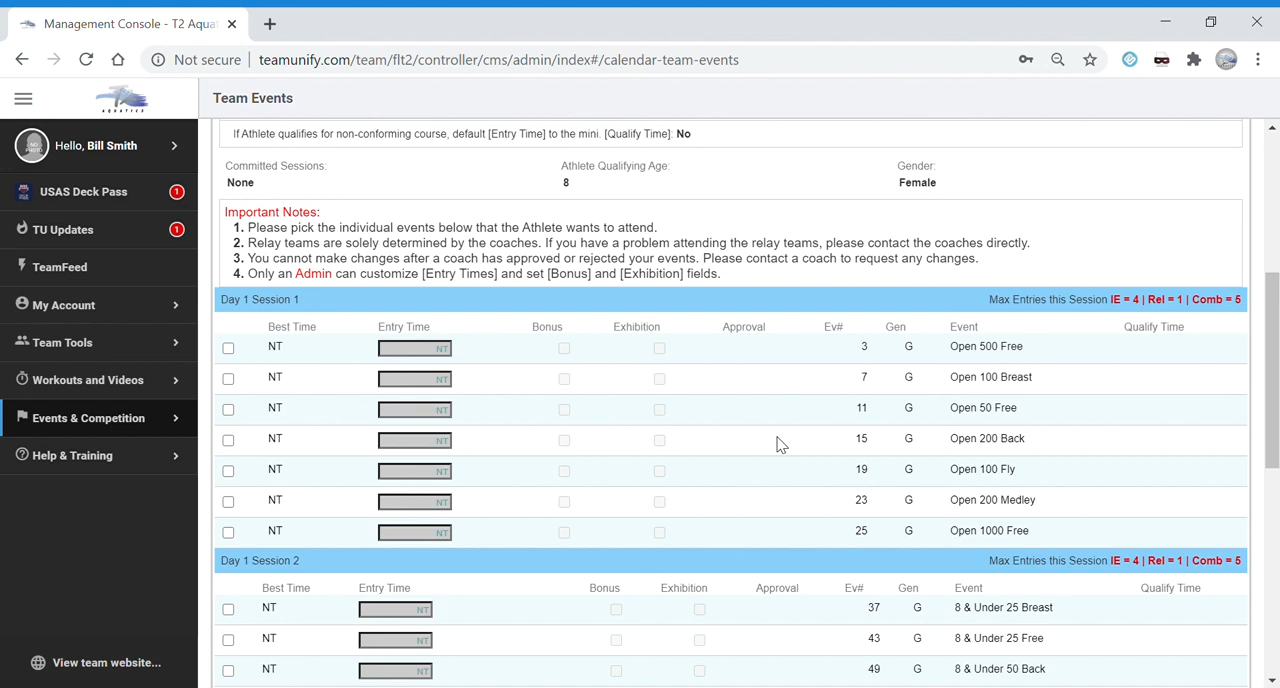 Management Console - T2 Aqua
Not secure | teamunify.com/team/flt2/controller/cms/admin/index#/calendar-team-events
AQUATICS
Team Events
Hello, Bill Smith
USAS Deck Pass 1
TU Updates 1
TeamFeed
My Account
Team Tools
Workouts and Videos
Events & Competition
Help & Training
View team website...
If Athlete qualifies for non-conforming course, default [Entry Time] to the mini. [Qualify Time]: No
Committed Sessions: Athlete Qualifying Age: Gender:
None 8 Female
Important Notes:
1. Please pick the individual events below that the Athlete wants to attend.
2. Relay teams are solely determined by the coaches. If you have a problem attending the relay teams, please contact the coaches directly.
3. You cannot make changes after a coach has approved or rejected your events. Please contact a coach to request any changes.
4. Only an Admin can customize [Entry Times] and set [Bonus] and [Exhibition] fields.
Day 1 Session 1 Max Entries this Session IE = 4 | Rel = 1 | Comb = 5
Best Time Entry Time Bonus Exhibition Approval Ev# Gen Event Qualify Time
NT NT 3 G Open 500 Free
NT NT 7 G Open 100 Breast
NT NT 11 G Open 50 Free
NT NT 15 G Open 200 Back
NT NT 19 G Open 100 Fly
NT NT 23 G Open 200 Medley
NT NT 25 G Open 1000 Free
Day 1 Session 2 Max Entries this Session IE = 4 | Rel = 1 | Comb = 5
Best Time Entry Time Bonus Exhibition Approval Ev# Gen Event Qualify Time
NT NT 37 G 8 & Under 25 Breast
NT NT 43 G 8 & Under 25 Free
NT NT 49 G 8 & Under 50 Back